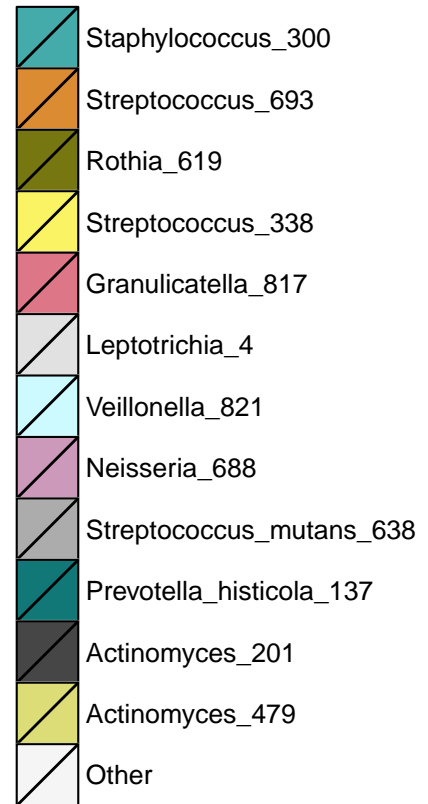 Staphylococcus_300
Streptococcus_693
Rothia_619
Streptococcus_338
Granulicatella_817
Leptotrichia_4
Veillonella_821
Neisseria_688
Streptococcus_mutans_638
Prevotella_histicola_137
Actinomyces_201
Actinomyces_479
Other